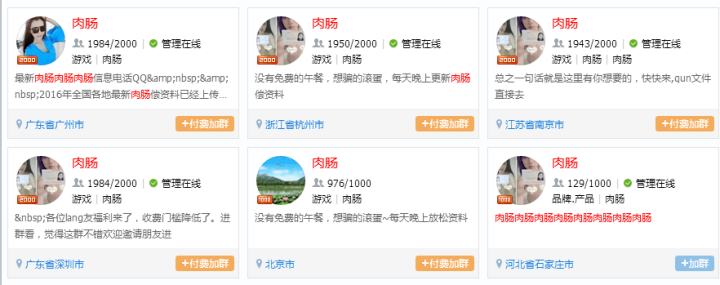 肉肠
1984/2000 | 管理在线
游戏 | 肉肠
2000
最新肉肠肉肠肉肠信息电话QQ&amp;nbsp;&amp;
nbsp;2016年全国各地最新肉肠偿资料已经上传...
广东省广州市
+付费加群
肉肠
1950/2000 | 管理在线
游戏 | 肉肠
2000
没有免费的午餐，想骗的滚蛋，每天晚上更新肉肠
偿资料
浙江省杭州市
+付费加群
肉肠
1943/2000 | 管理在线
游戏 | 肉肠 | 肉肠
2000
总之一句话就是这里有你想要的，快快来,qun文件
直接去
江苏省南京市
+付费加群
肉肠
1984/2000 | 管理在线
游戏 | 肉肠
2000
&nbsp;各位lang友福利来了，收费门槛降低了。进
群看，觉得这群不错欢迎邀请朋友进
广东省深圳市
+付费加群
肉肠
976/1000
游戏 | 肉肠
没有免费的午餐，想骗的滚蛋~每天晚上放松资料
北京市
+付费加群
肉肠
129/1000 | 管理在线
品牌.产品 | 肉肠
肉肠肉肠肉肠肉肠肉肠肉肠肉肠肉肠
河北省石家庄市
+加群